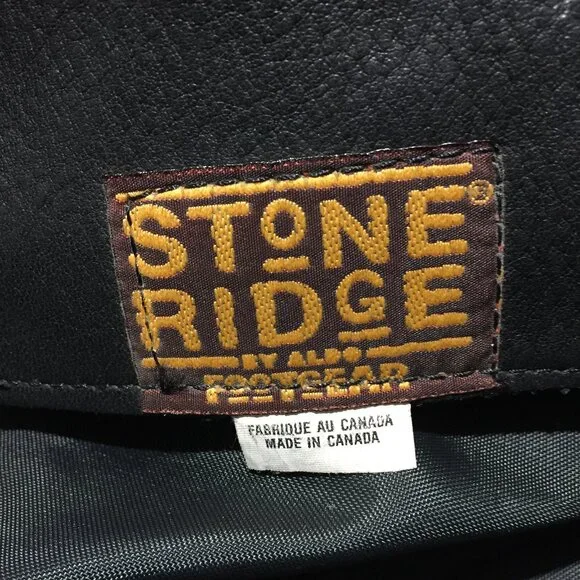 STONE®
RIDGE
BY ALDO
FOOTGEAR
FABRIQUE AU CANADA
MADE IN CANADA